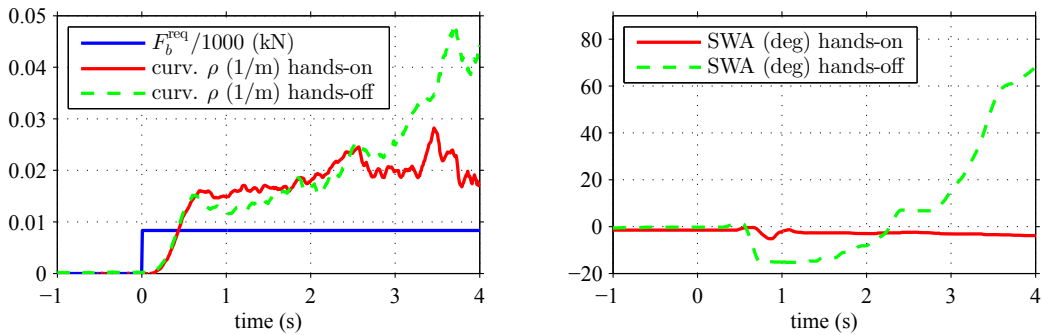 0.05
0.04
0.03
0.02
0.01
0
F_b^req/1000 (kN)
curv. ρ (1/m) hands-on
curv. ρ (1/m) hands-off
−1 0 1 2 3 4
time (s)
80
60
40
20
0
−20
SWA (deg) hands-on
SWA (deg) hands-off
−1 0 1 2 3 4
time (s)